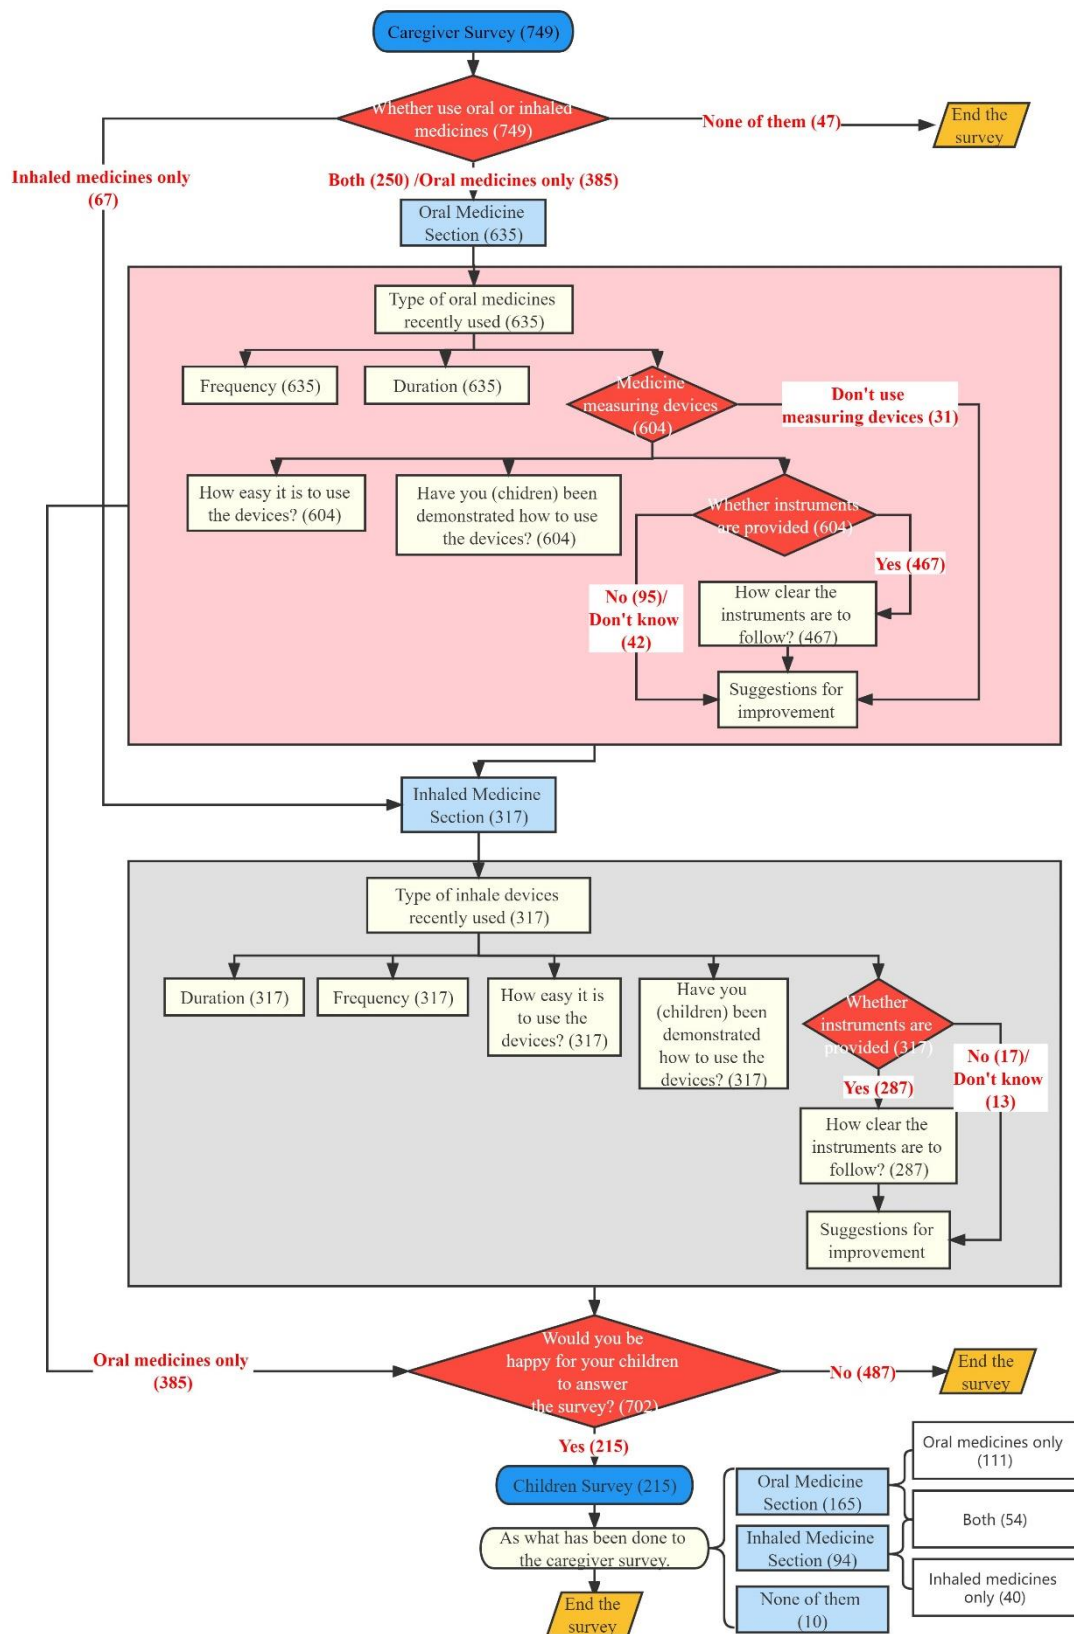 Caregiver Survey (749)
Whether use oral or inhaled
medicines (749)
None of them (47)
End the
survey
Inhaled medicines only
(67)
Both (250) /Oral medicines only (385)
Oral Medicine
Section (635)
Type of oral medicines
recently used (635)
Frequency (635)
Duration (635)
Medicine
measuring devices
(604)
Don't use
measuring devices (31)
How easy it is to use
the devices? (604)
Have you (chidren) been
demonstrated how to use
the devices? (604)
Whether instruments
are provided (604)
Yes (467)
No (95)/
Don't know
(42)
How clear the
instruments are to
follow? (467)
Suggestions for
improvement
Inhaled Medicine
Section (317)
Type of inhale devices
recently used (317)
Duration (317)
Frequency (317)
How easy it is
to use the
devices? (317)
Have you
(children) been
demonstrated
how to use the
devices? (317)
Whether
instruments are
provided (317)
No (17)/
Don't know
(13)
Yes (287)
How clear the
instruments are to
follow? (287)
Suggestions for
improvement
Would you be
happy for your children
to answer
the survey? (702)
Oral medicines only
(385)
No (487)
End the
survey
Yes (215)
Children Survey (215)
As what has been done to
the caregiver survey.
End the
survey
Oral Medicine
Section (165)
Inhaled Medicine
Section (94)
None of them
(10)
Oral medicines only
(111)
Both (54)
Inhaled medicines
only (40)